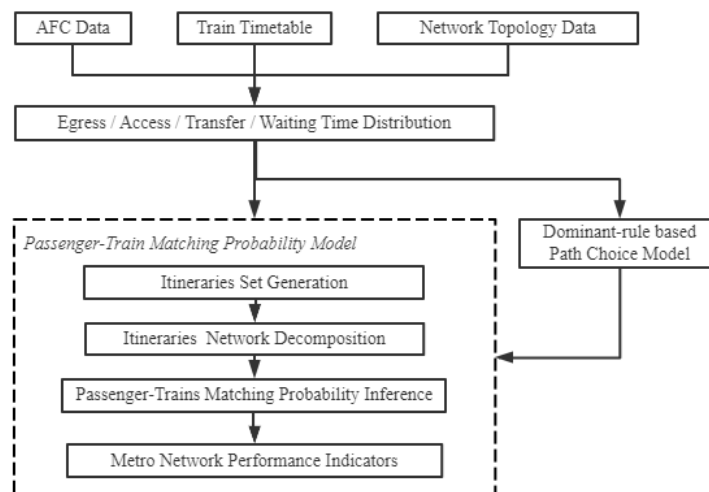 AFC Data
Train Timetable
Network Topology Data
Egress / Access / Transfer / Waiting Time Distribution
Passenger-Train Matching Probability Model
Dominant-rule based
Path Choice Model
Itineraries Set Generation
Itineraries Network Decomposition
Passenger-Trains Matching Probability Inference
Metro Network Performance Indicators